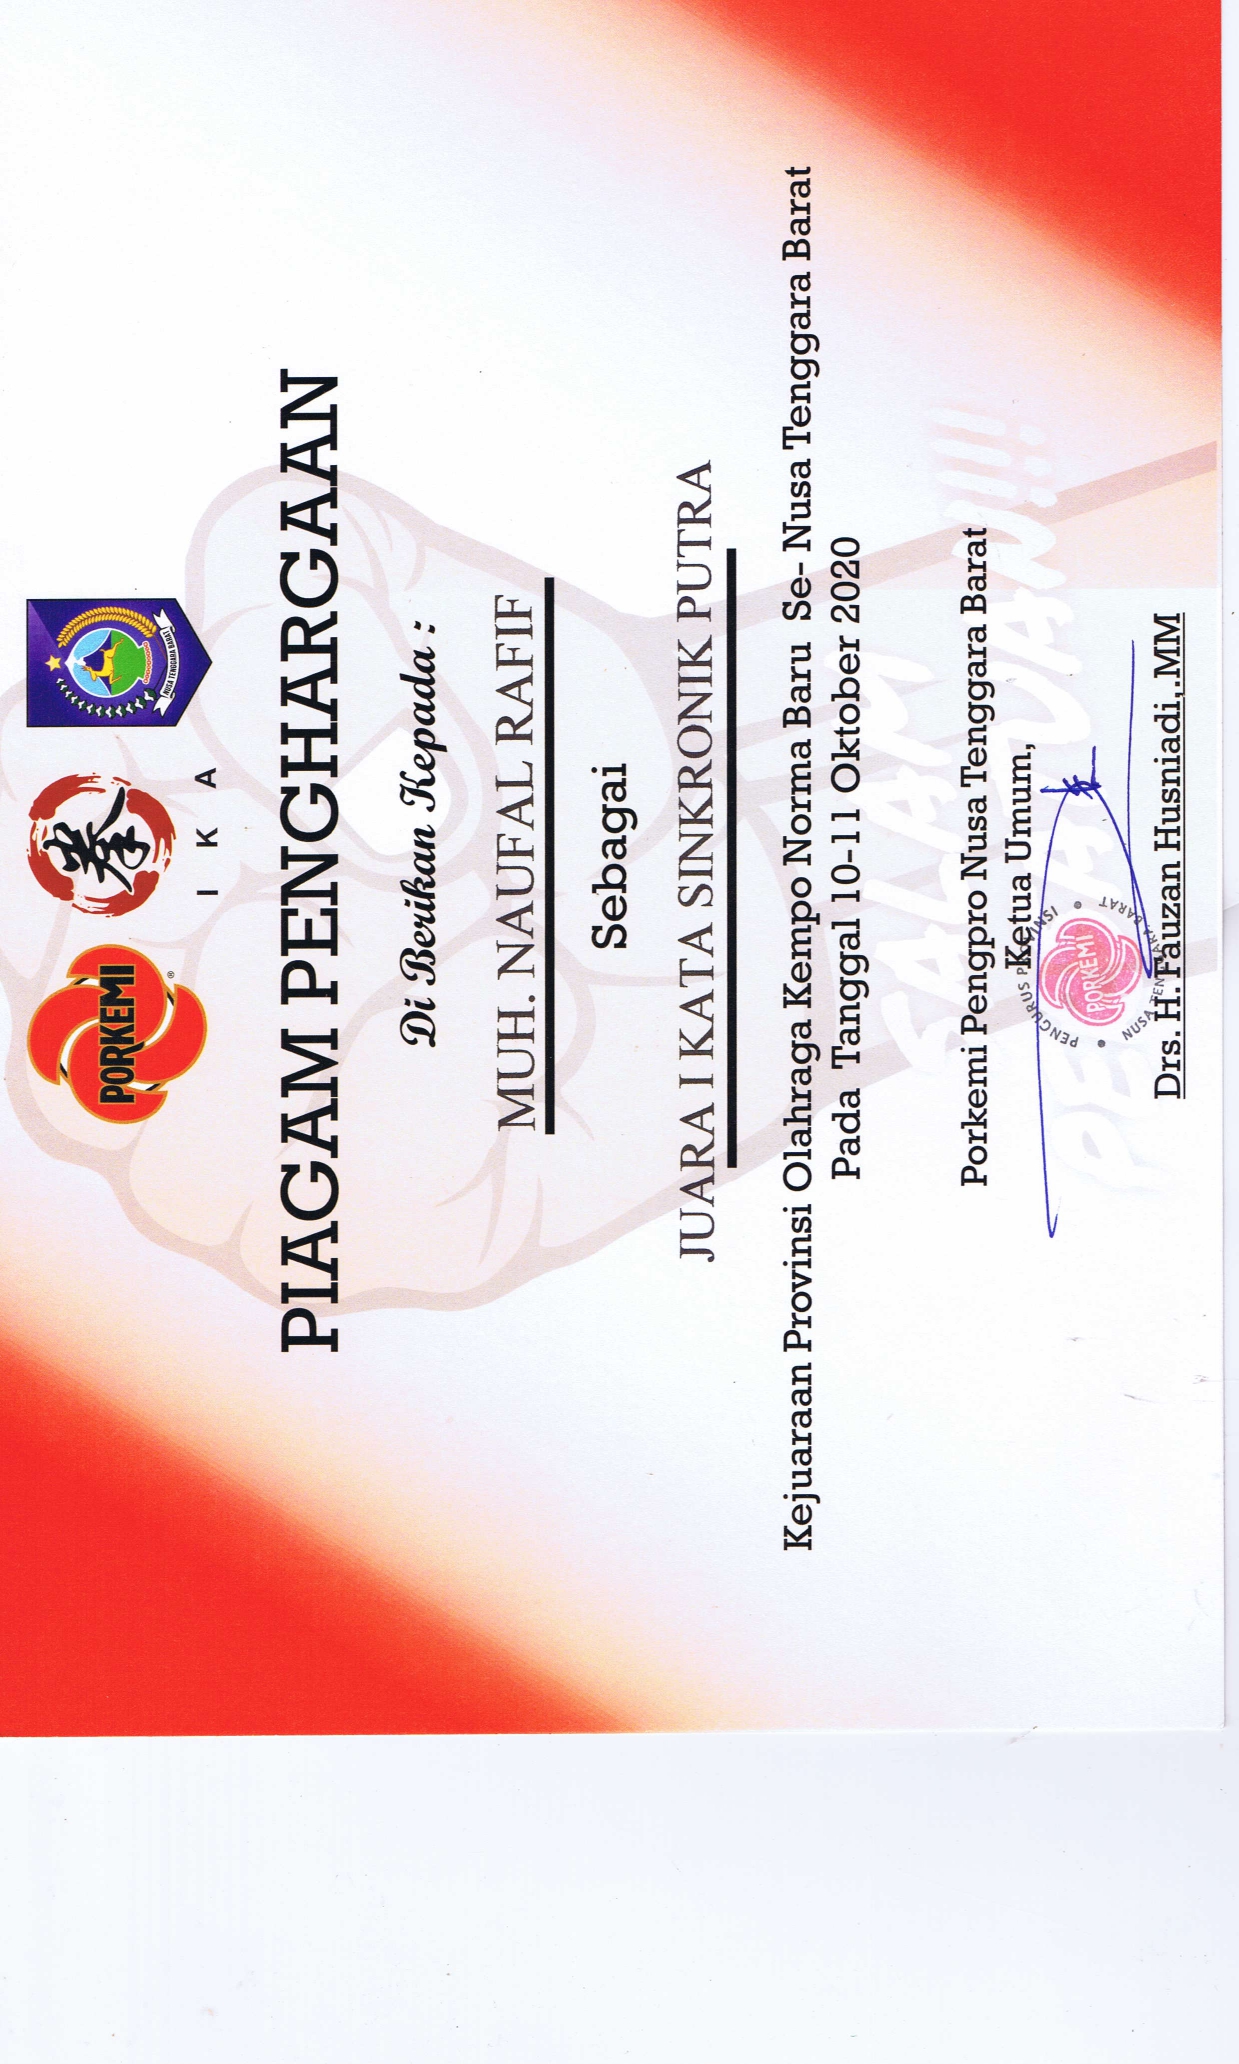 PORKEMI
®
I K A
NUSA TENGGARA BARAT
PIAGAM PENGHARGAAN
Di Berikan Kepada :
MUH. NAUFAL RAFIF
Sebagai
JUARA I KATA SINKRONIK PUTRA
Kejuaraan Provinsi Olahraga Kempo Norma Baru Se- Nusa Tenggara Barat
Pada Tanggal 10-11 Oktober 2020
Porkemi Pengpro Nusa Tenggara Barat
Ketua Umum,
PENGURUS PROVINSI
PORKEMI
NUSA TENGGARA BARAT
Drs. H. Fauzan Husniadi,.MM